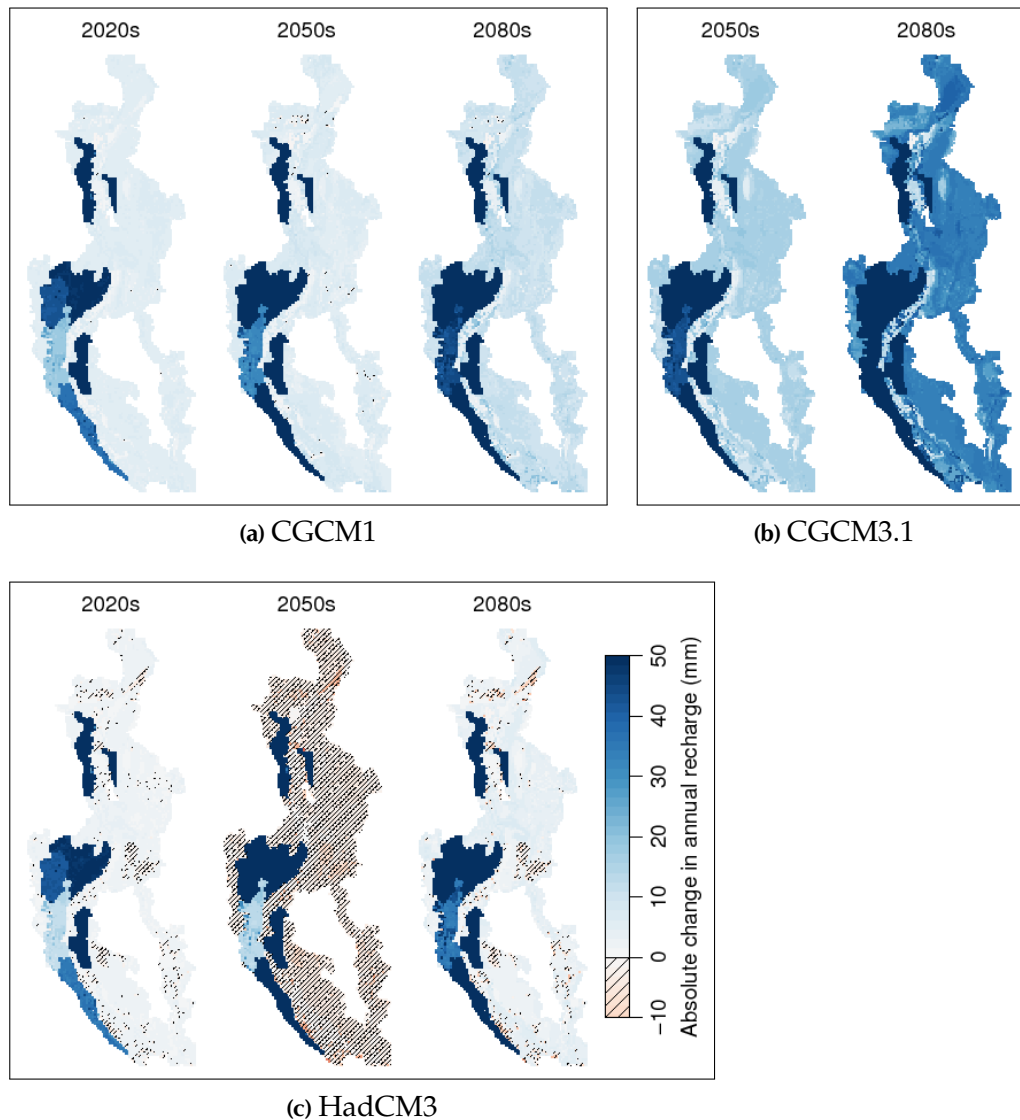 2020s 2050s 2080s
2050s 2080s
(a) CGCM1
(b) CGCM3.1
2020s 2050s 2080s
50
40
30
20
10
0
−10
Absolute change in annual recharge (mm)
(c) HadCM3